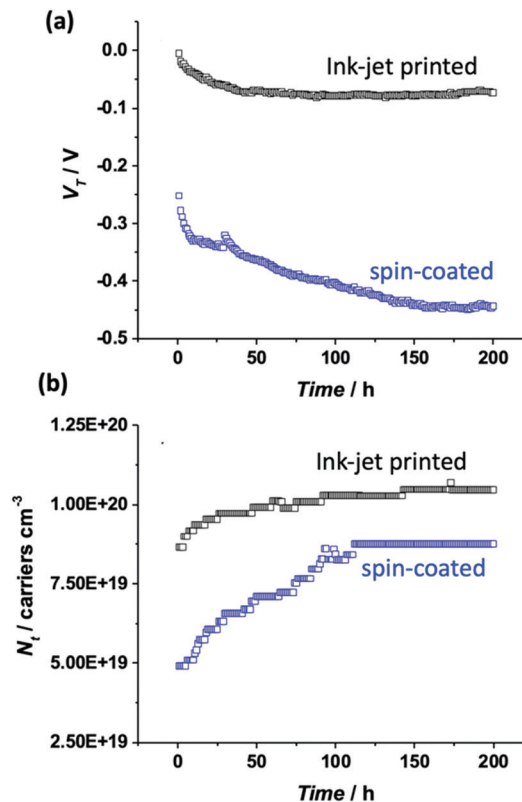 (a)
0.0
-0.1
-0.2
-0.3
-0.4
-0.5
V_T / V
Ink-jet printed
spin-coated
0 50 100 150 200
Time / h
(b)
1.25E+20
1.00E+20
7.50E+19
5.00E+19
2.50E+19
N_t / carriers cm⁻³
Ink-jet printed
spin-coated
0 50 100 150 200
Time / h